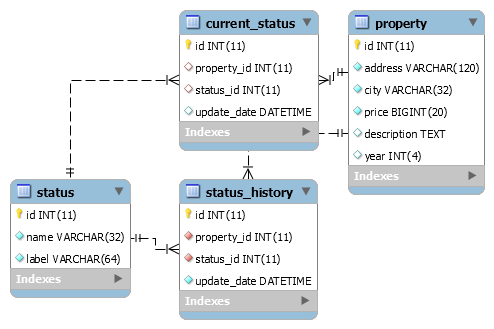 current_status
id INT(11)
property_id INT(11)
status_id INT(11)
update_date DATETIME
Indexes
property
id INT(11)
address VARCHAR(120)
city VARCHAR(32)
price BIGINT(20)
description TEXT
year INT(4)
Indexes
status
id INT(11)
name VARCHAR(32)
label VARCHAR(64)
Indexes
status_history
id INT(11)
property_id INT(11)
status_id INT(11)
update_date DATETIME
Indexes